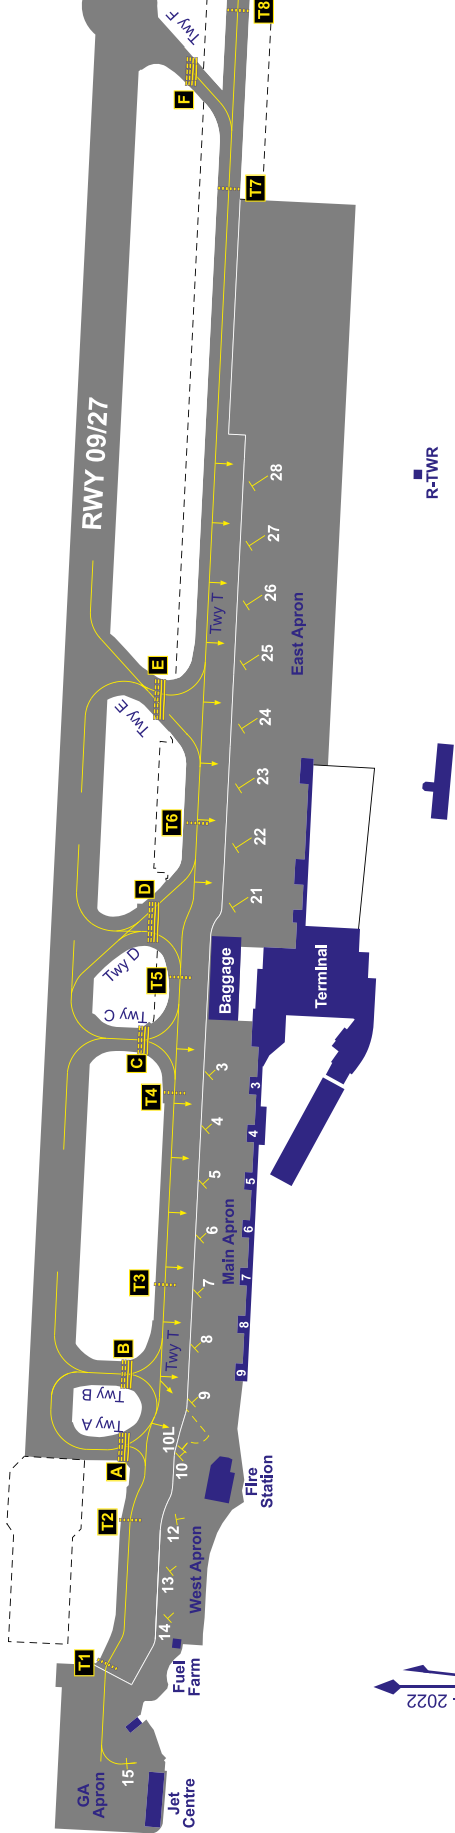 T8
Twy F
F
T7
RWY 09/27
R-TWR
28
27
26
25
24
23
22
21
Twy T
East Apron
E
Twy E
T6
D
Twy D
T5
Twy C
C
T4
Baggage
Terminal
3
4
5
6
7
8
9
3
4
5
6
7
8
9
Main Apron
T3
B
Twy B
Twy T
Twy A
A
10L
10
T2
12
13
14
West Apron
Fire
Station
T1
Fuel
Farm
GA
Apron
15
Jet
Centre
2022